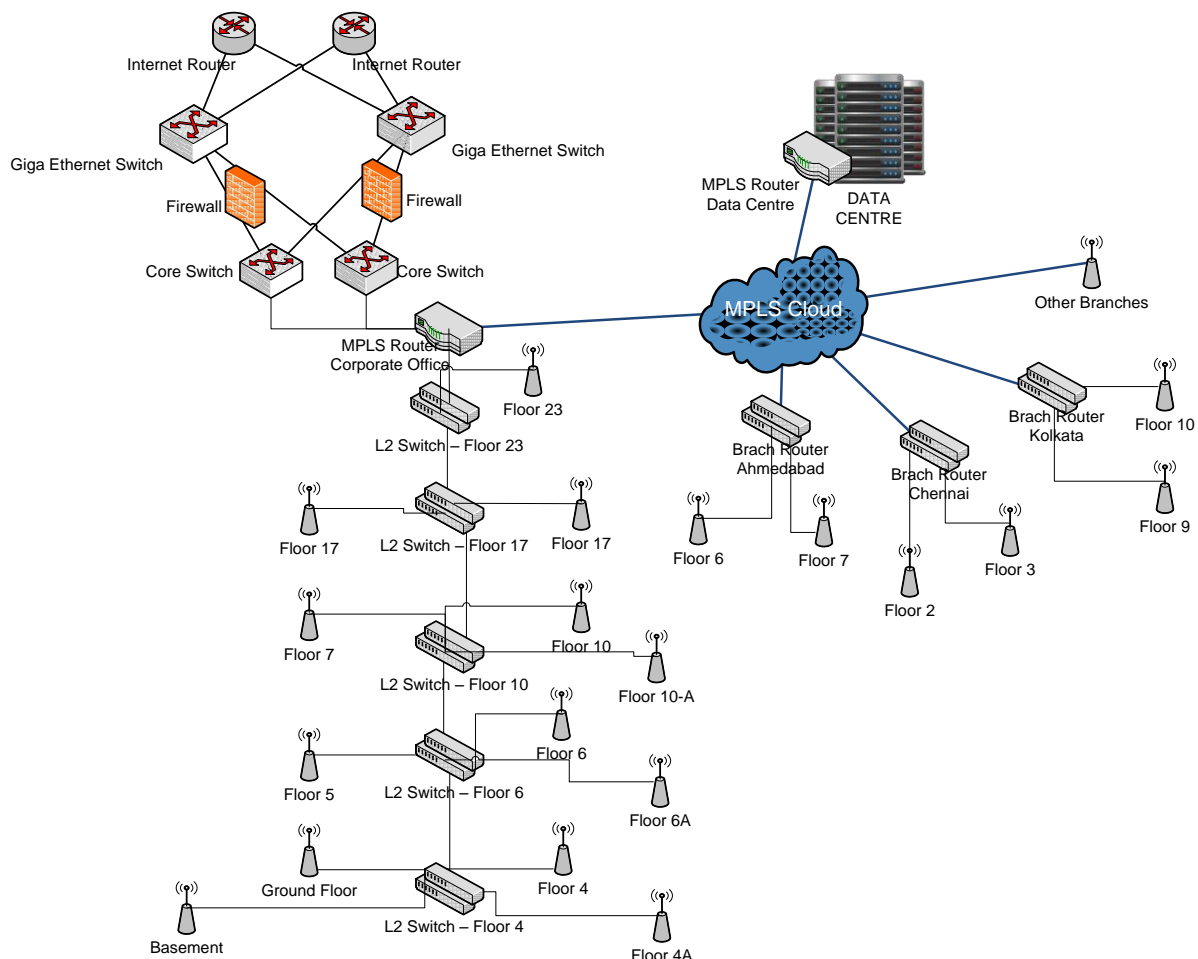 Internet Router
Internet Router
Giga Ethernet Switch
Giga Ethernet Switch
Firewall
Firewall
Core Switch
Core Switch
MPLS Router
Data Centre
DATA
CENTRE
MPLS Cloud
Other Branches
MPLS Router
Corporate Office
Floor 23
L2 Switch – Floor 23
Brach Router
Ahmedabad
Brach Router
Chennai
Brach Router
Kolkata
Floor 10
Floor 9
Floor 6
Floor 7
Floor 3
Floor 2
Floor 17
L2 Switch – Floor 17
Floor 17
Floor 7
Floor 10
L2 Switch – Floor 10
Floor 10-A
Floor 6
Floor 5
L2 Switch – Floor 6
Floor 6A
Ground Floor
Floor 4
L2 Switch – Floor 4
Basement
Floor 4A